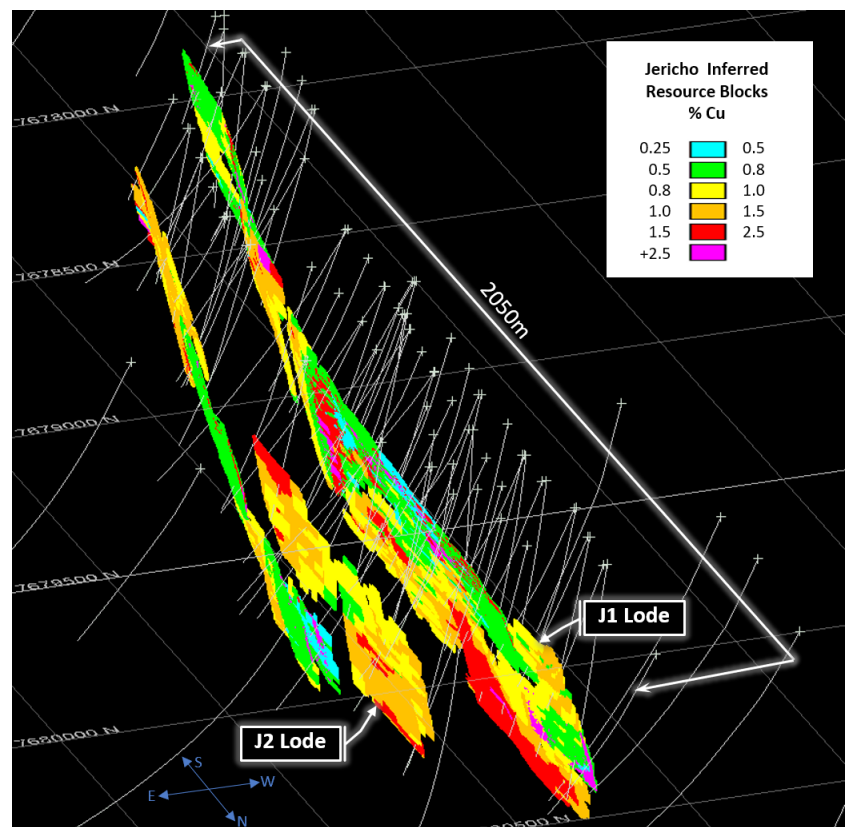 Jericho Inferred
Resource Blocks
% Cu
0.25 0.5
0.5 0.8
0.8 1.0
1.0 1.5
1.5 2.5
+2.5
7678000 N
7678500 N
2050m
7679000 N
7679500 N
J1 Lode
7680000 N
J2 Lode
S
E W
N